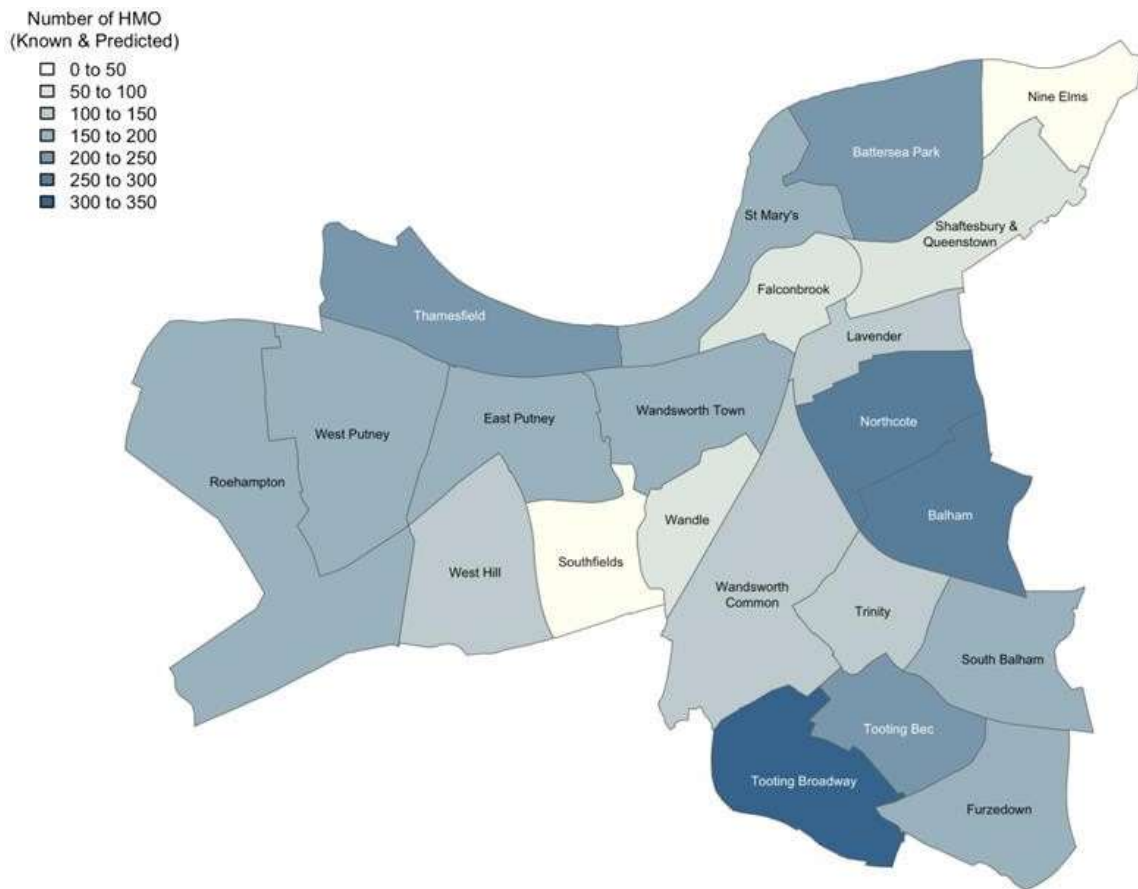 Number of HMO
(Known & Predicted)
0 to 50
50 to 100
100 to 150
150 to 200
200 to 250
250 to 300
300 to 350
Nine Elms
Battersea Park
St Mary's
Shaftesbury &
Queenstown
Falconbrook
Thamesfield
Lavender
Wandsworth Town
East Putney
Northcote
West Putney
Roehampton
Balham
Wandle
Southfields
West Hill
Wandsworth
Common
Trinity
South Balham
Tooting Bec
Tooting Broadway
Furzedown